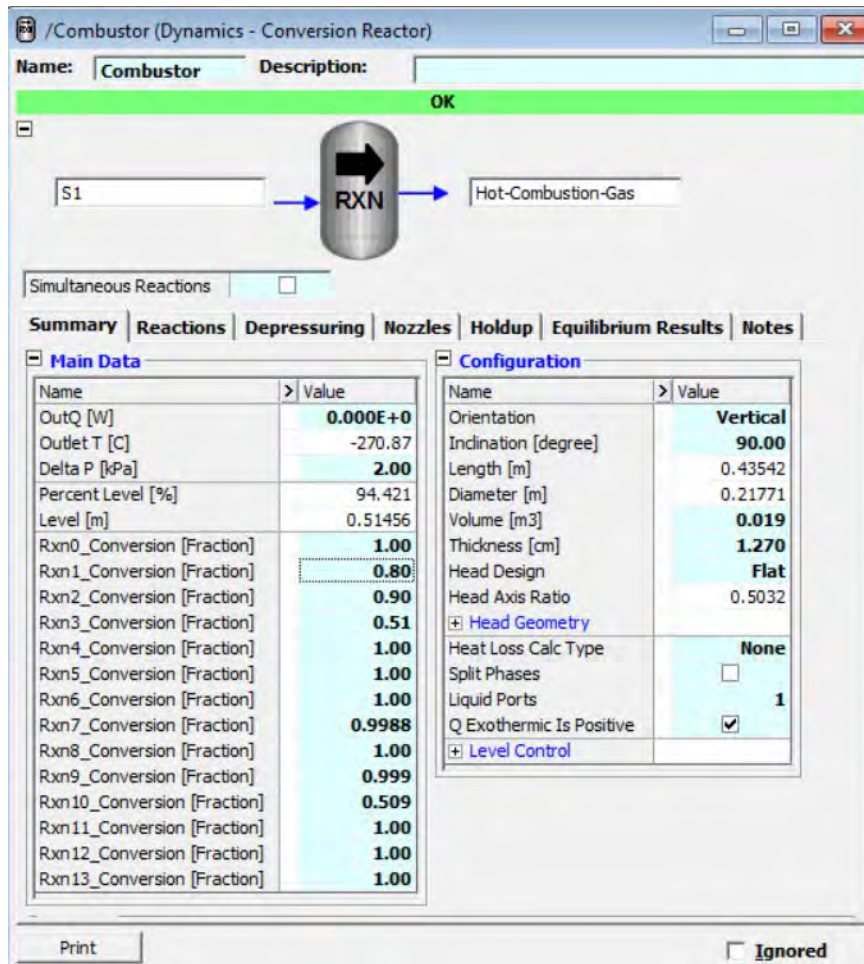 /Combustor (Dynamics - Conversion Reactor)
Name: Combustor Description:
OK
S1 RXN Hot-Combustion-Gas
Simultaneous Reactions
Summary Reactions Depressuring Nozzles Holdup Equilibrium Results Notes
Main Data
Name > Value
OutQ [W] 0.000E+0
Outlet T [C] -270.87
Delta P [kPa] 2.00
Percent Level [%] 94.421
Level [m] 0.51456
Rxn0_Conversion [Fraction] 1.00
Rxn1_Conversion [Fraction] 0.80
Rxn2_Conversion [Fraction] 0.90
Rxn3_Conversion [Fraction] 0.51
Rxn4_Conversion [Fraction] 1.00
Rxn5_Conversion [Fraction] 1.00
Rxn6_Conversion [Fraction] 1.00
Rxn7_Conversion [Fraction] 0.9988
Rxn8_Conversion [Fraction] 1.00
Rxn9_Conversion [Fraction] 0.999
Rxn10_Conversion [Fraction] 0.509
Rxn11_Conversion [Fraction] 1.00
Rxn12_Conversion [Fraction] 1.00
Rxn13_Conversion [Fraction] 1.00
Configuration
Name > Value
Orientation Vertical
Inclination [degree] 90.00
Length [m] 0.43542
Diameter [m] 0.21771
Volume [m3] 0.019
Thickness [cm] 1.270
Head Design Flat
Head Axis Ratio 0.5032
Head Geometry
Heat Loss Calc Type None
Split Phases
Liquid Ports 1
Q Exothermic Is Positive
Level Control
Print Ignored